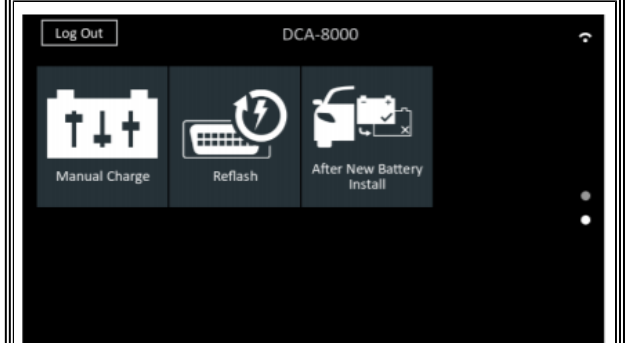 Log Out
DCA-8000
Manual Charge
Reflash
After New Battery
Install